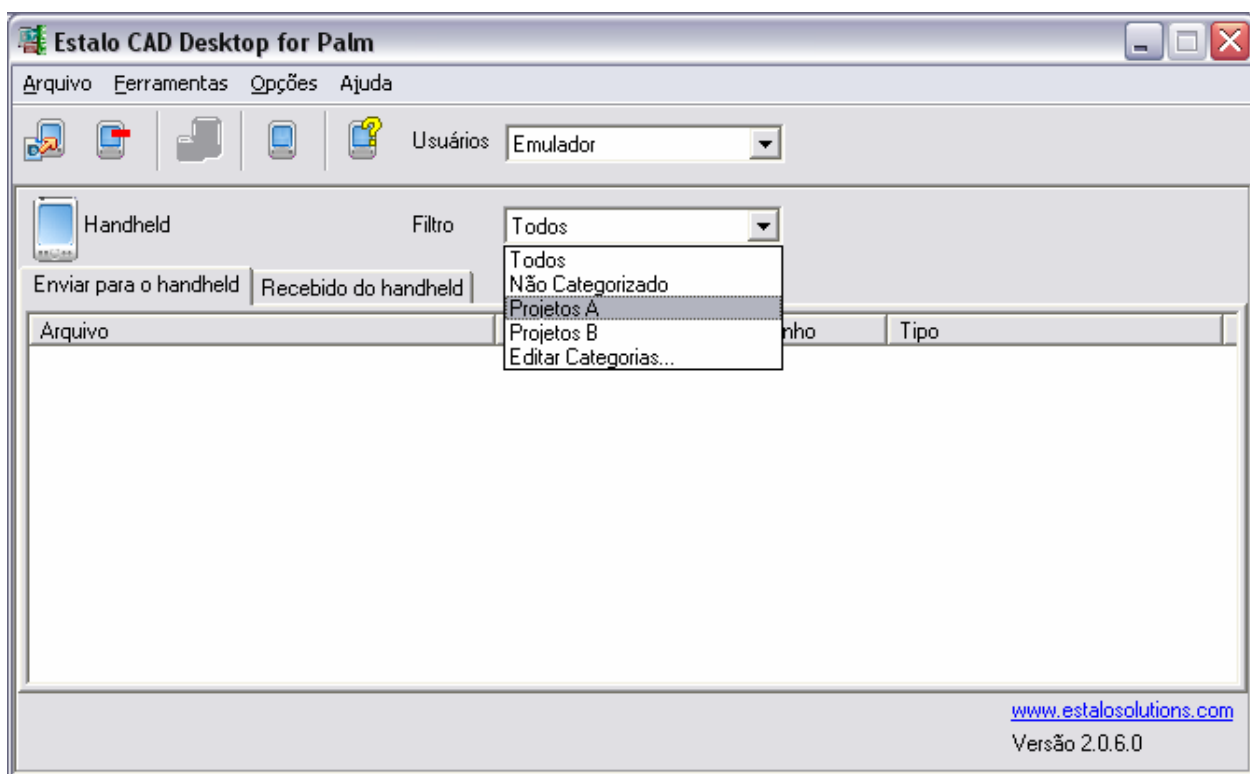 Estalo CAD Desktop for Palm
Arquivo Ferramentas Opções Ajuda
Usuários Emulador
Handheld Filtro Todos
Todos
Não Categorizado
Projetos A
Projetos B
Editar Categorias...
Enviar para o handheld Recebido do handheld
Arquivo nho Tipo
www.estalosolutions.com
Versão 2.0.6.0